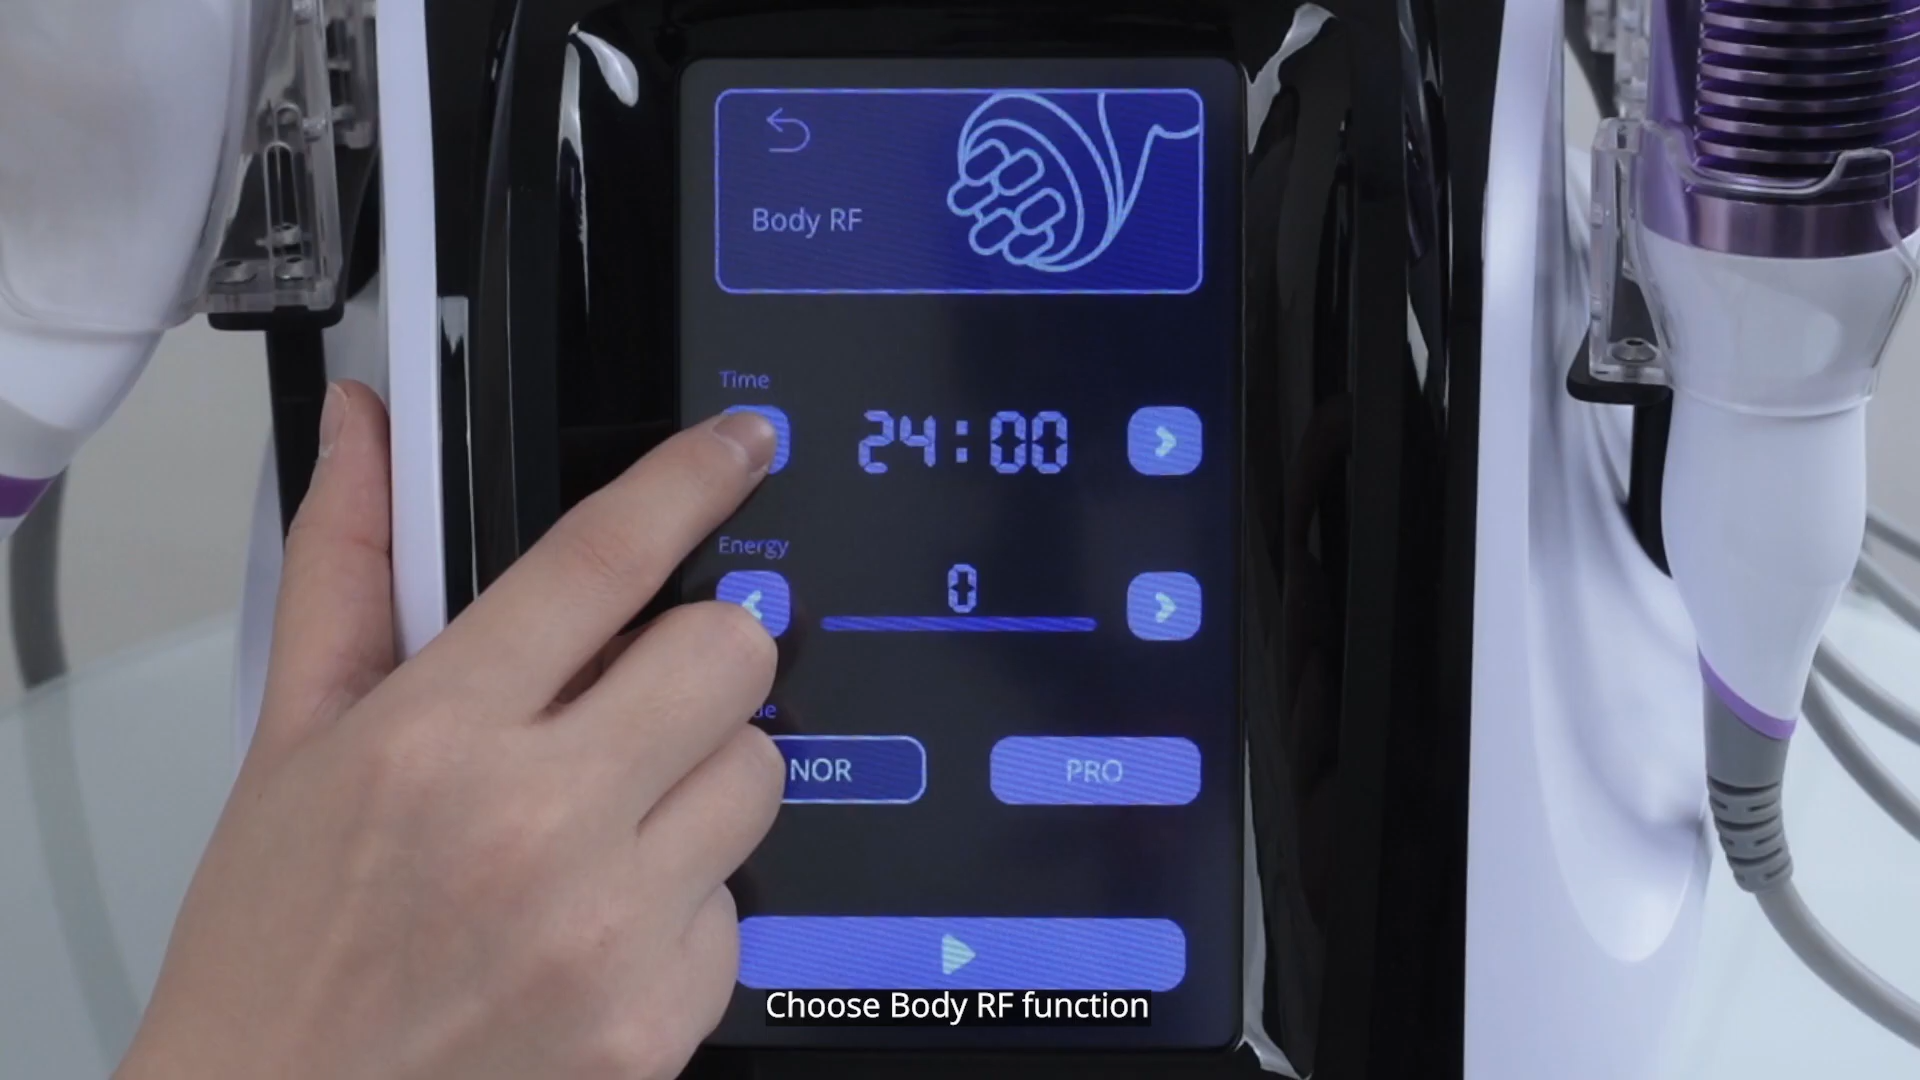 Body RF
Time
24:00
Energy
0
NOR
PRO
Choose Body RF function